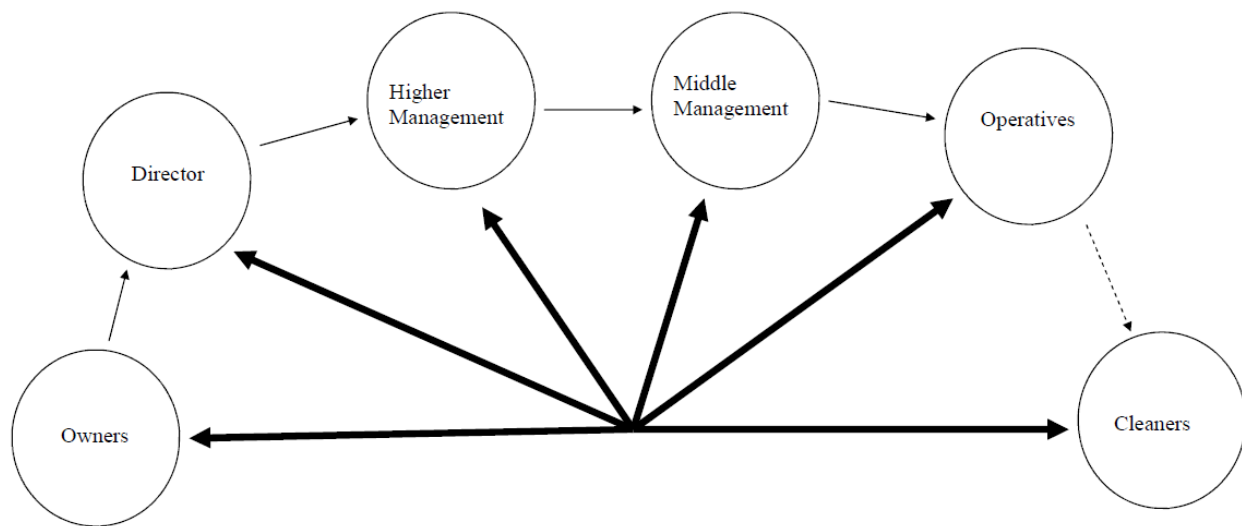 Owners
Director
Higher
Management
Middle
Management
Operatives
Cleaners